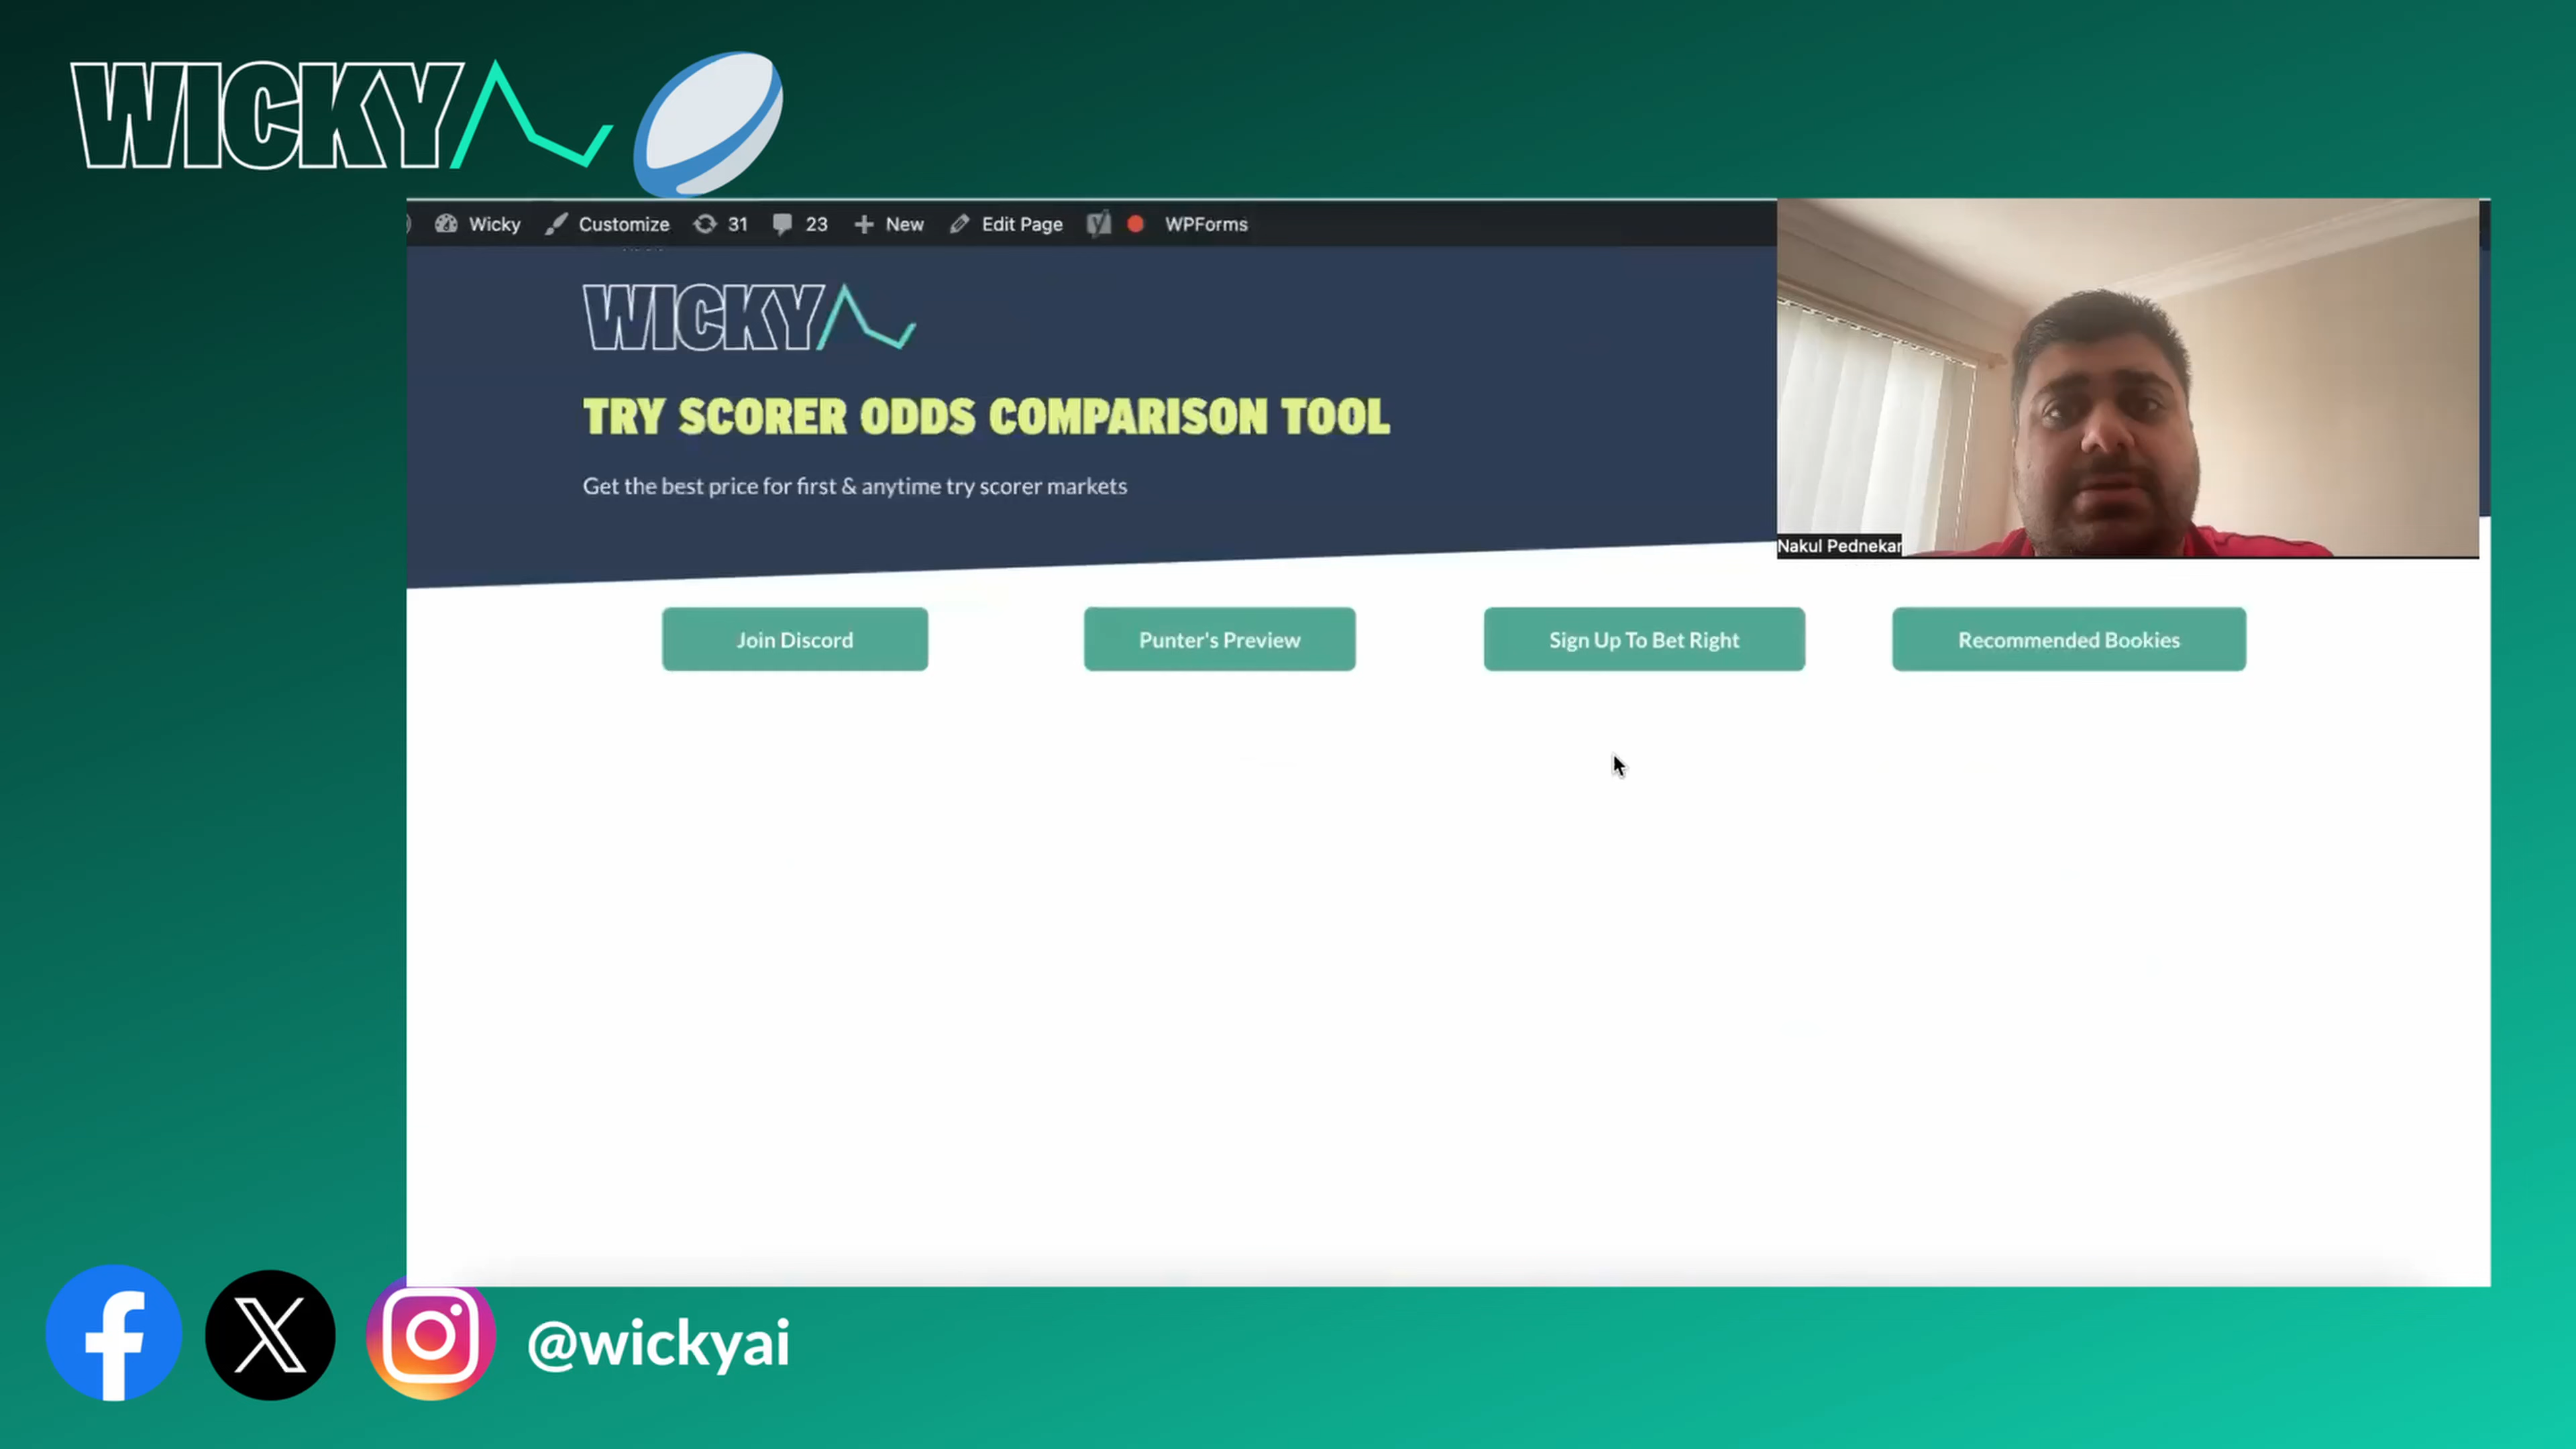 WICKY
Wicky Customize 31 23 New Edit Page WPForms
WICKY
TRY SCORER ODDS COMPARISON TOOL
Get the best price for first & anytime try scorer markets
Nakul Pednekar
Join Discord
Punter's Preview
Sign Up To Bet Right
Recommended Bookies
@wickyai